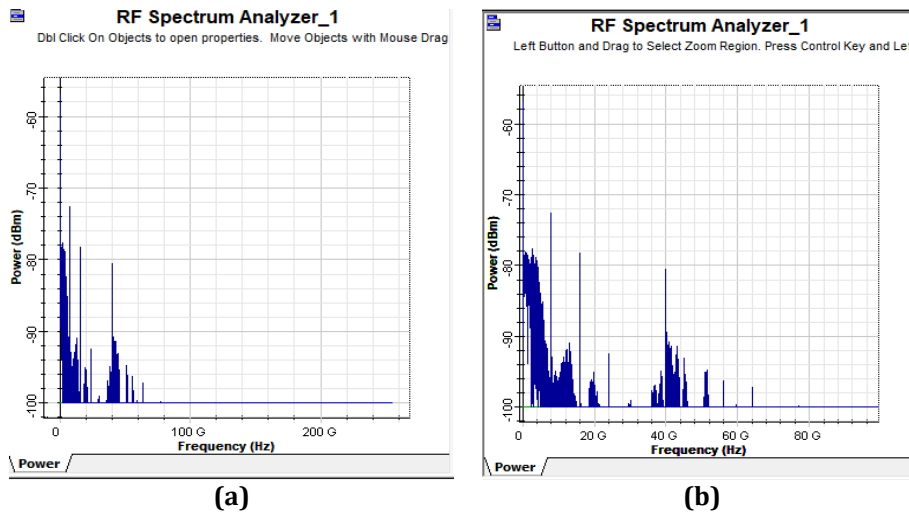 RF Spectrum Analyzer_1
Dbl Click On Objects to open properties. Move Objects with Mouse Drag
-60
-70
-80
-90
-100
Power (dBm)
0
100 G
200 G
Frequency (Hz)
Power
(a)
RF Spectrum Analyzer_1
Left Button and Drag to Select Zoom Region. Press Control Key and Lef
-60
-70
-80
-90
-100
Power (dBm)
0
20 G
40 G
60 G
80 G
Frequency (Hz)
Power
(b)